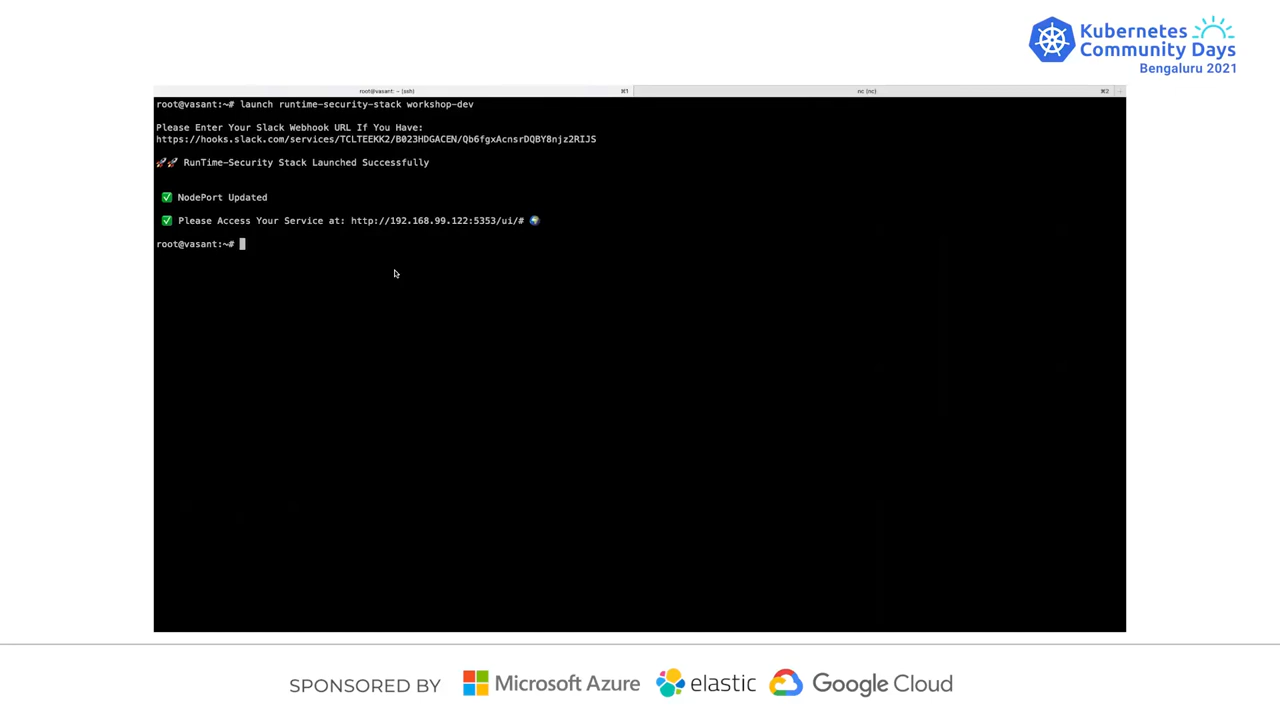 Kubernetes
Community Days
Bengaluru 2021
root@vasant: ~ (ssh)
⌘1
nc (nc)
⌘2
root@vasant:~# launch runtime-security-stack workshop-dev
Please Enter Your Slack Webhook URL If You Have:
https://hooks.slack.com/services/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
🚀🚀 RunTime-Security Stack Launched Successfully
✅ NodePort Updated
✅ Please Access Your Service at: http://192.168.99.122:5353/ui/# 🌍
root@vasant:~#
SPONSORED BY Microsoft Azure elastic Google Cloud